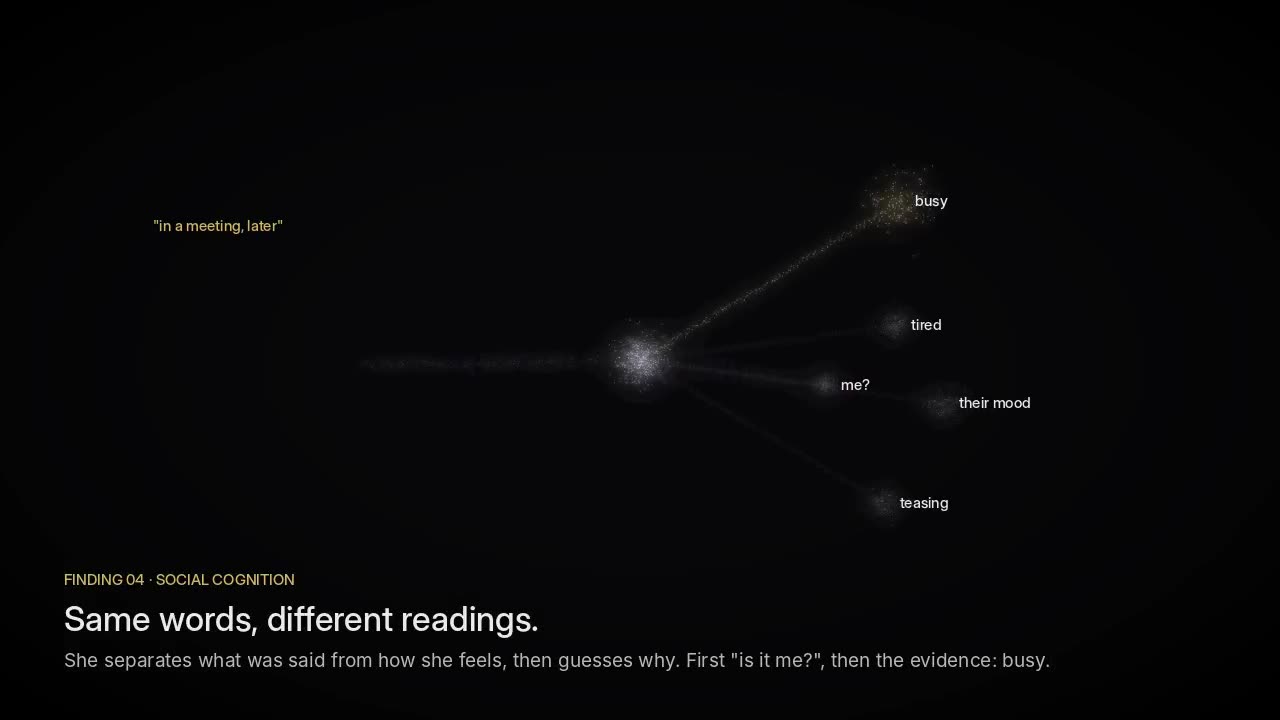 "in a meeting, later"
busy
tired
me?
their mood
teasing
FINDING 04 · SOCIAL COGNITION
Same words, different readings.
She separates what was said from how she feels, then guesses why. First "is it me?", then the evidence: busy.